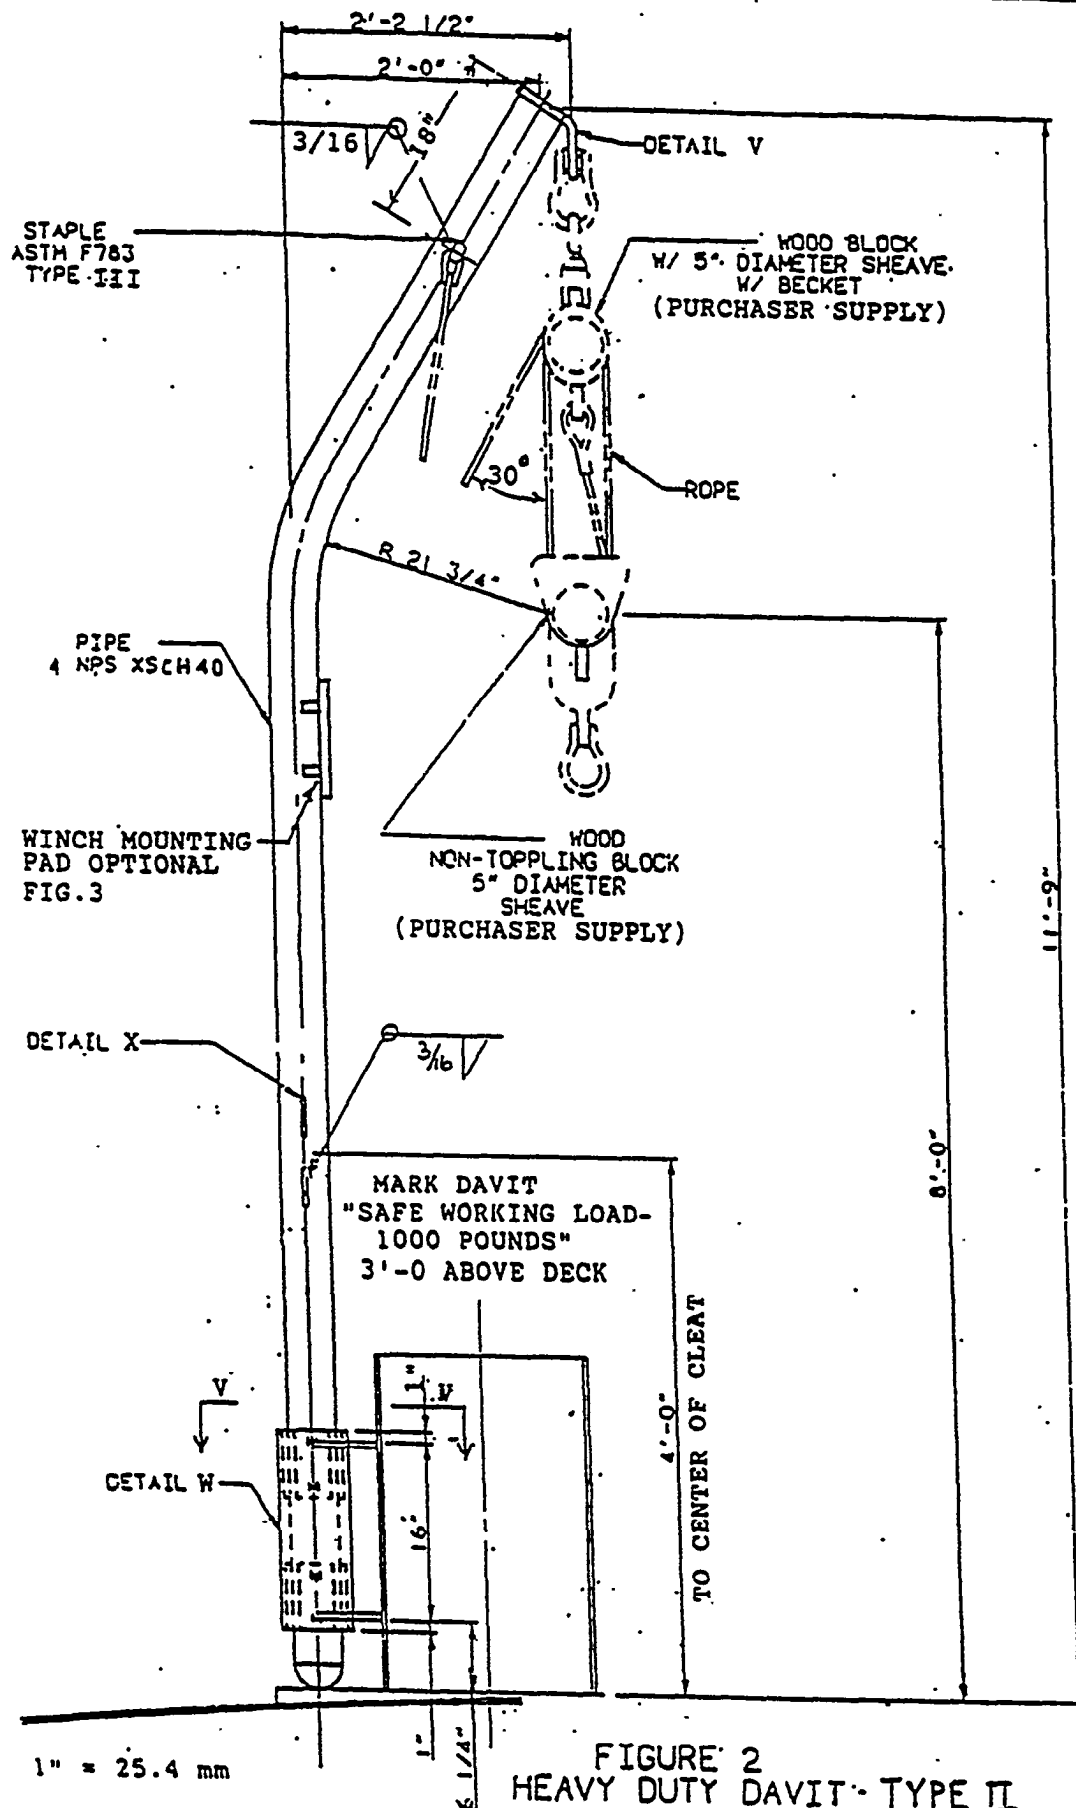 2'-2 1/2"
2'-0"
18"
3/16
DETAIL V
STAPLE
ASTM F783
TYPE III
WOOD BLOCK
W/ 5" DIAMETER SHEAVE
W/ BECKET
(PURCHASER SUPPLY)
30°
ROPE
R 21 3/4"
PIPE
4 NPS XSCH40
WINCH MOUNTING
PAD OPTIONAL
FIG.3
WOOD
NON-TOPPLING BLOCK
5" DIAMETER
SHEAVE
(PURCHASER SUPPLY)
11'-9"
DETAIL X
3/16
8'-0"
MARK DAVIT
"SAFE WORKING LOAD-
1000 POUNDS"
3'-0 ABOVE DECK
4'-0"
TO CENTER OF CLEAT
V
1"
DETAIL W
16"
1"
1/4"
1" = 25.4 mm
FIGURE 2
HEAVY DUTY DAVIT - TYPE II